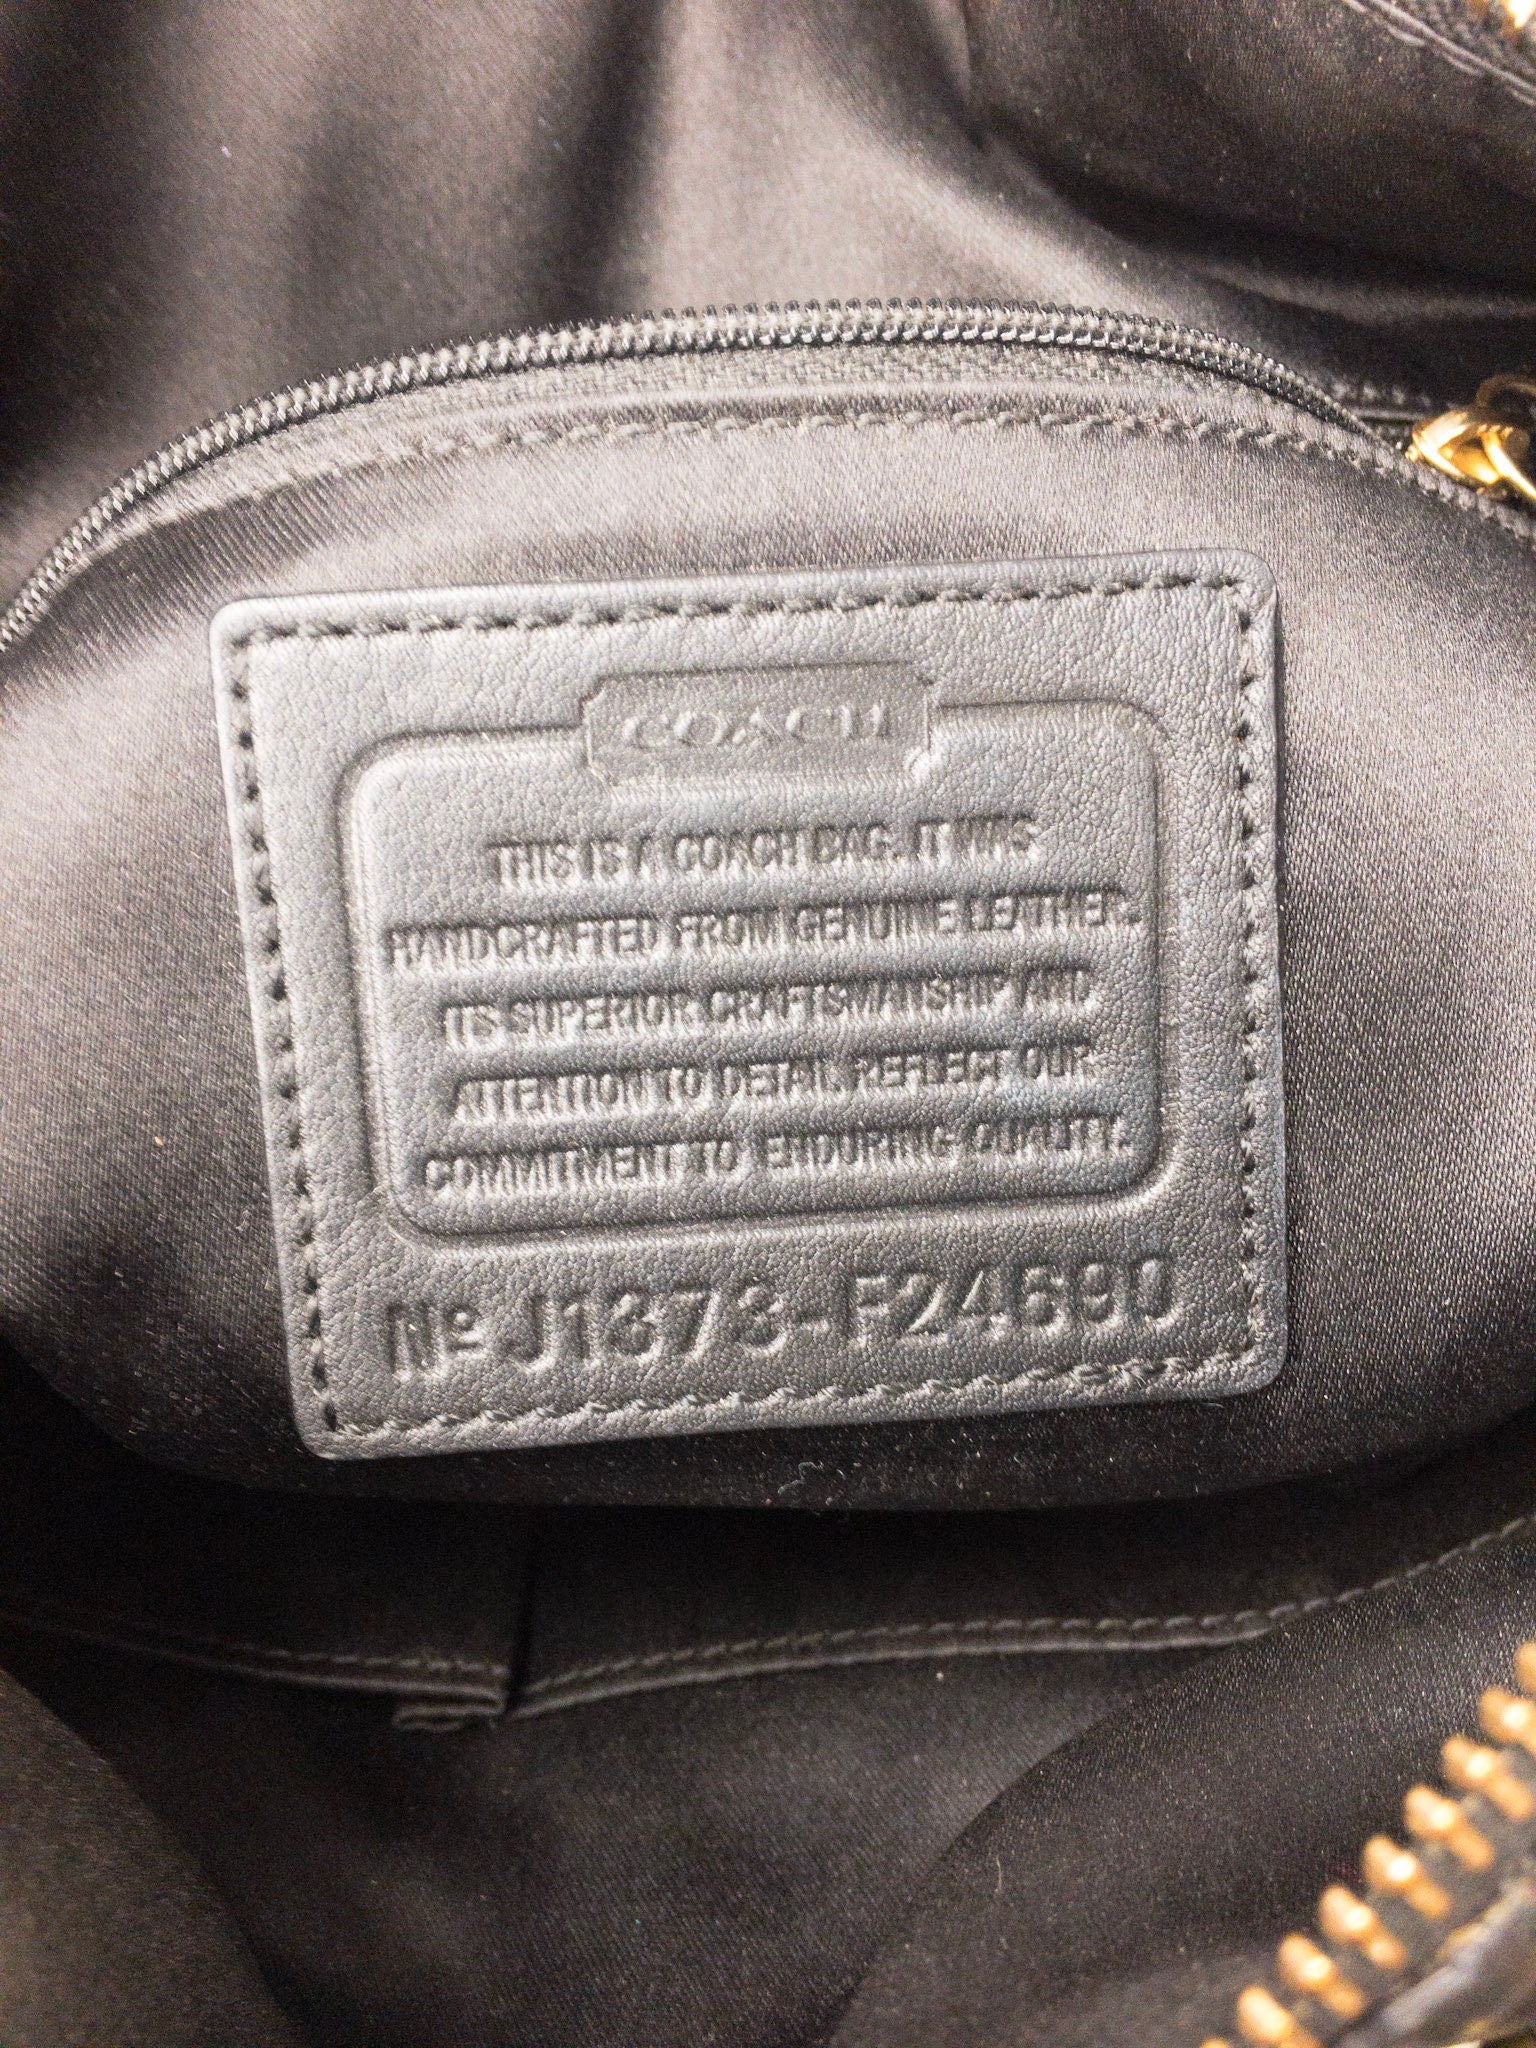 COACH
THIS IS A COACH BAG. IT WAS
HANDCRAFTED FROM GENUINE LEATHER.
ITS SUPERIOR CRAFTSMANSHIP AND
ATTENTION TO DETAIL REFLECT OUR
COMMITMENT TO ENDURING QUALITY.
Nº J1373-F24690